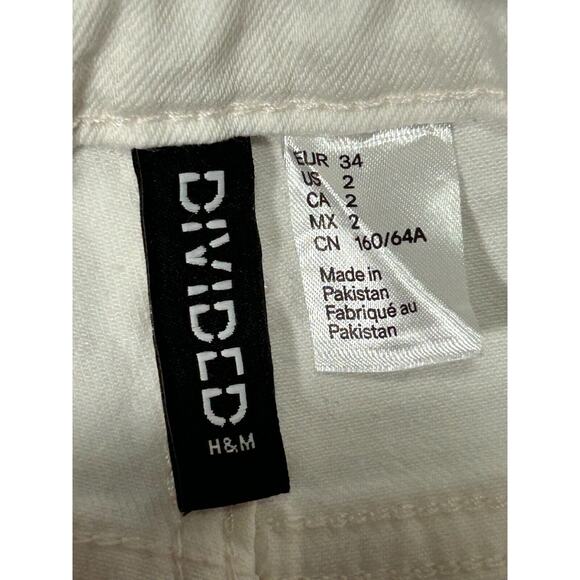 DIVIDED
H&M
EUR 34
US 2
CA 2
MX 2
CN 160/64A
Made in
Pakistan
Fabriqué au
Pakistan